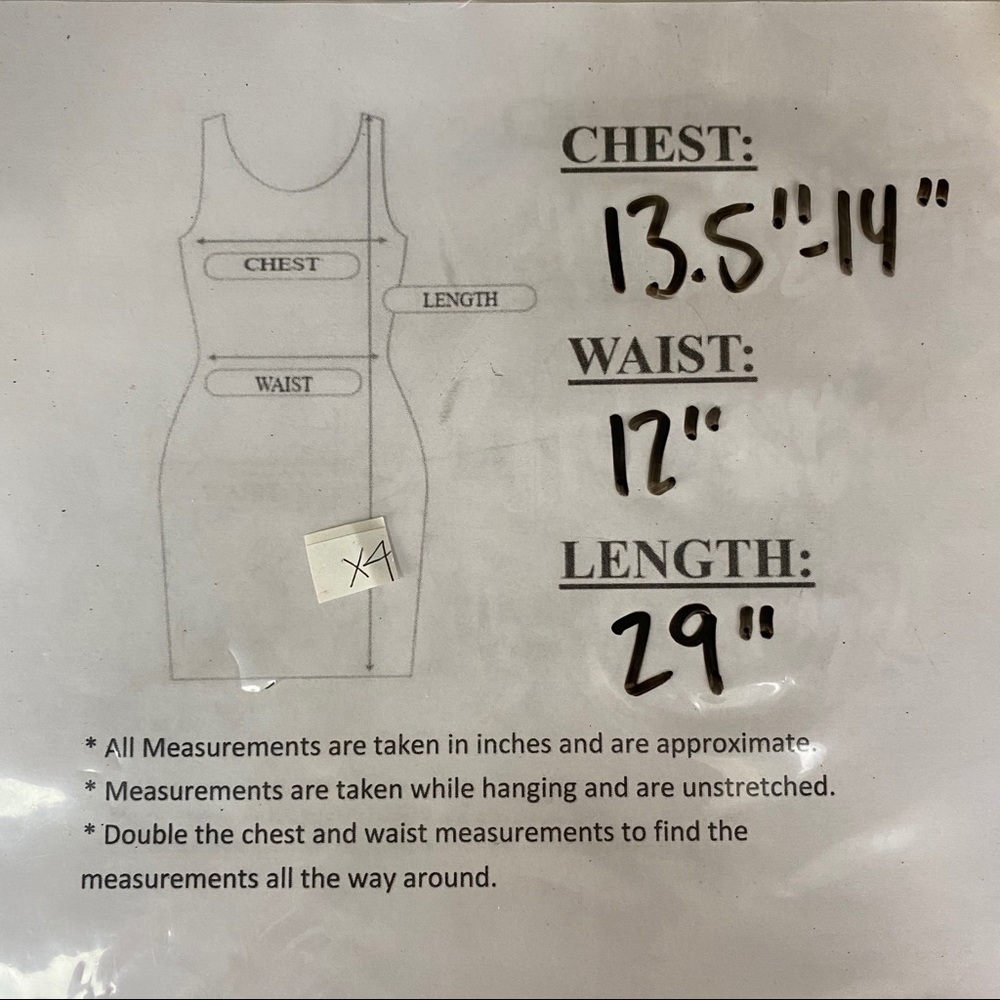 CHEST:
13.5"-14"
CHEST
LENGTH
WAIST:
WAIST
12"
LENGTH:
29"
X4
* All Measurements are taken in inches and are approximate.
* Measurements are taken while hanging and are unstretched.
* Double the chest and waist measurements to find the
measurements all the way around.